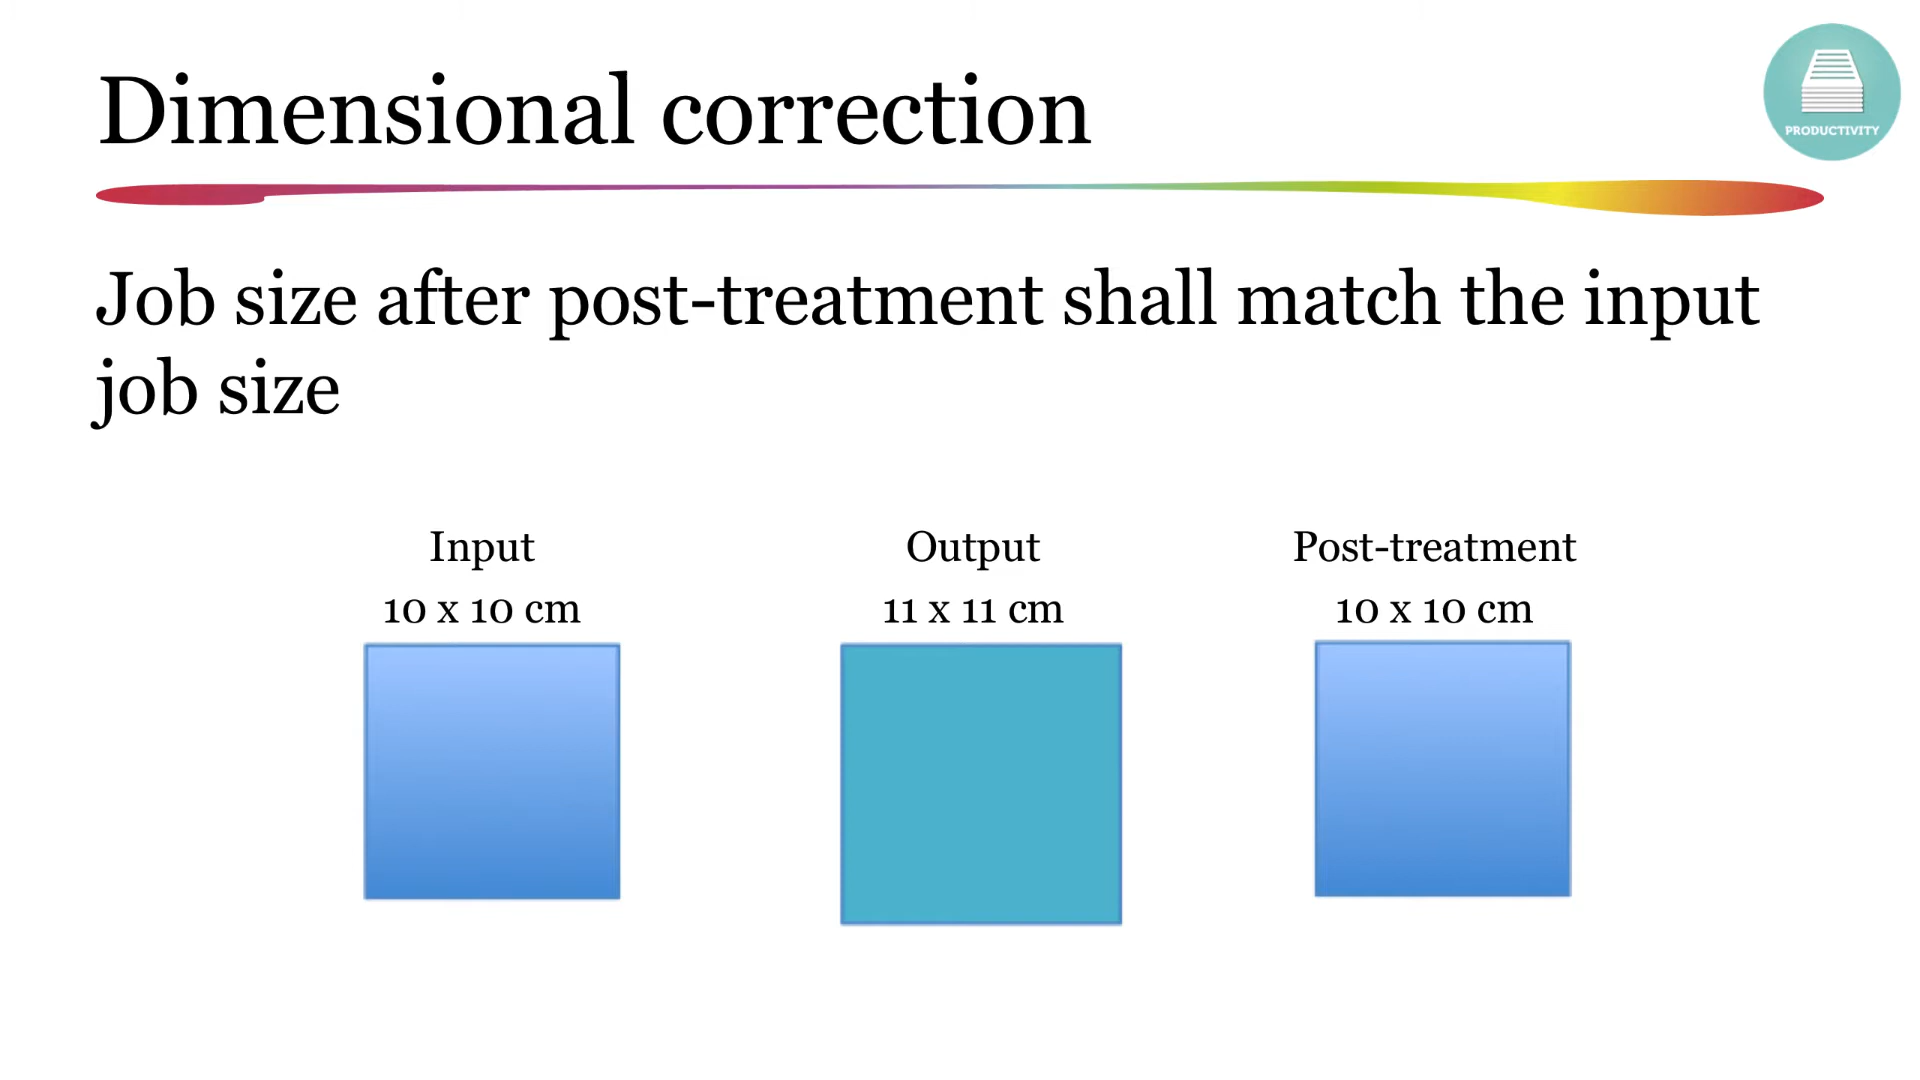 Dimensional correction
PRODUCTIVITY
Job size after post-treatment shall match the input
job size
Input
10 x 10 cm
Output
11 x 11 cm
Post-treatment
10 x 10 cm